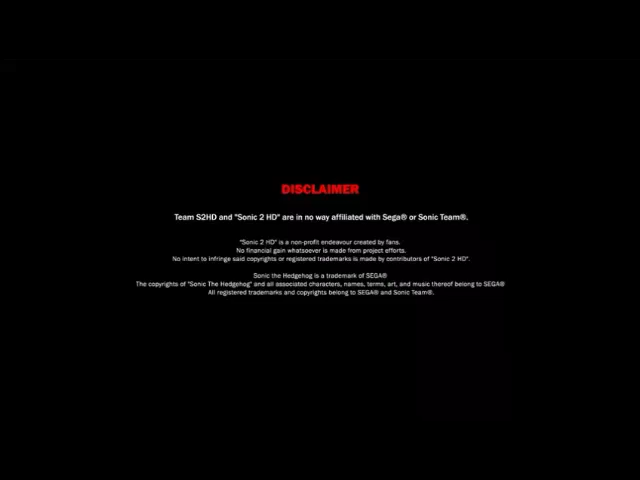 DISCLAIMER
Team S2HD and "Sonic 2 HD" are in no way affiliated with Sega® or Sonic Team®.
"Sonic 2 HD" is a non-profit endeavour created by fans.
No financial gain whatsoever is made from project efforts.
No intent to infringe said copyrights or registered trademarks is made by contributors of "Sonic 2 HD".
Sonic the Hedgehog is a trademark of SEGA®
The copyrights of "Sonic The Hedgehog" and all associated characters, names, terms, art, and music thereof belong to SEGA®
All registered trademarks and copyrights belong to SEGA® and Sonic Team®.